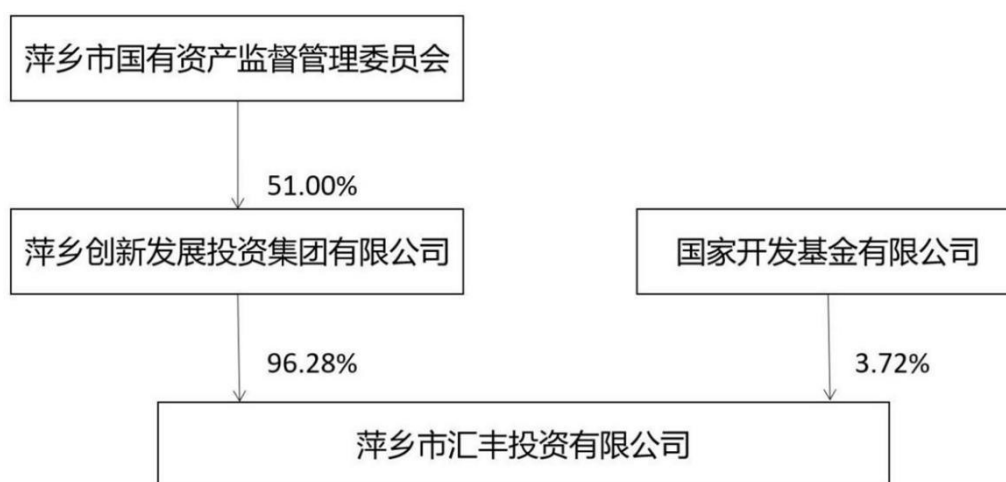 萍乡市国有资产监督管理委员会
51.00%
萍乡创新发展投资集团有限公司
国家开发基金有限公司
96.28%
3.72%
萍乡市汇丰投资有限公司